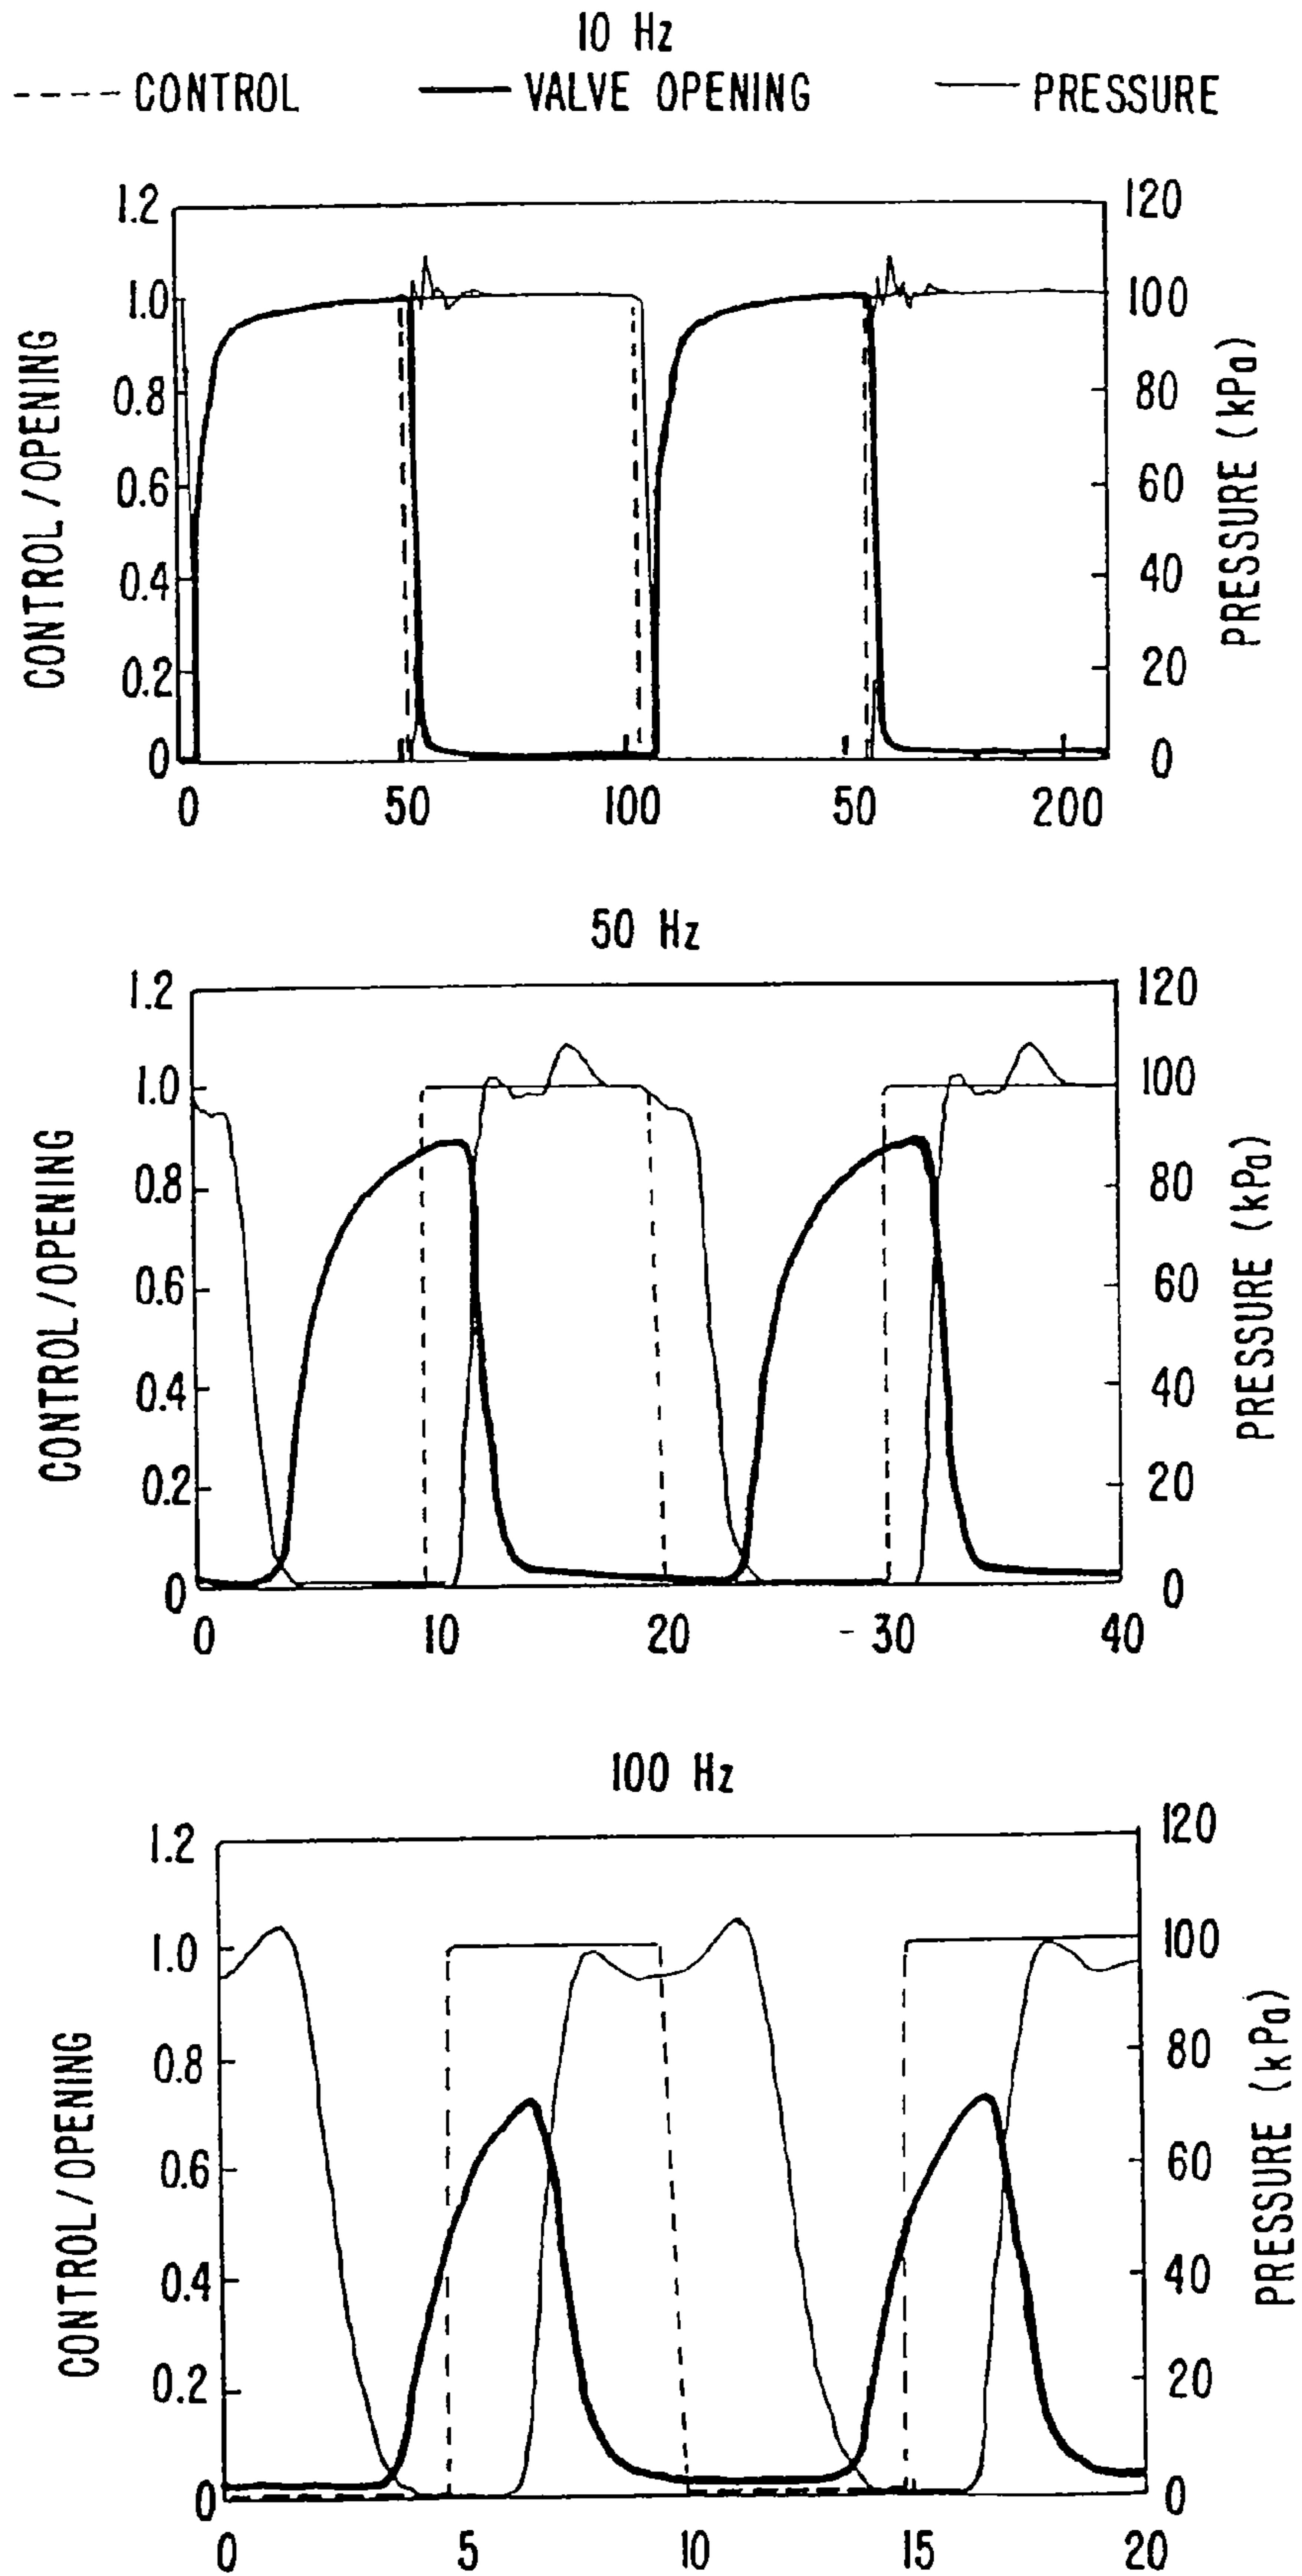 10 Hz
CONTROL VALVE OPENING PRESSURE
1.2 120
1.0 100
0.8 80
0.6 60
0.4 40
0.2 20
0 0
CONTROL/OPENING
PRESSURE (kPa)
0 50 100 50 200
50 Hz
1.2 120
1.0 100
0.8 80
0.6 60
0.4 40
0.2 20
0 0
CONTROL/OPENING
PRESSURE (kPa)
0 10 20 - 30 40
100 Hz
1.2 120
1.0 100
0.8 80
0.6 60
0.4 40
0.2 20
0 0
CONTROL/OPENING
PRESSURE (kPa)
0 5 10 15 20